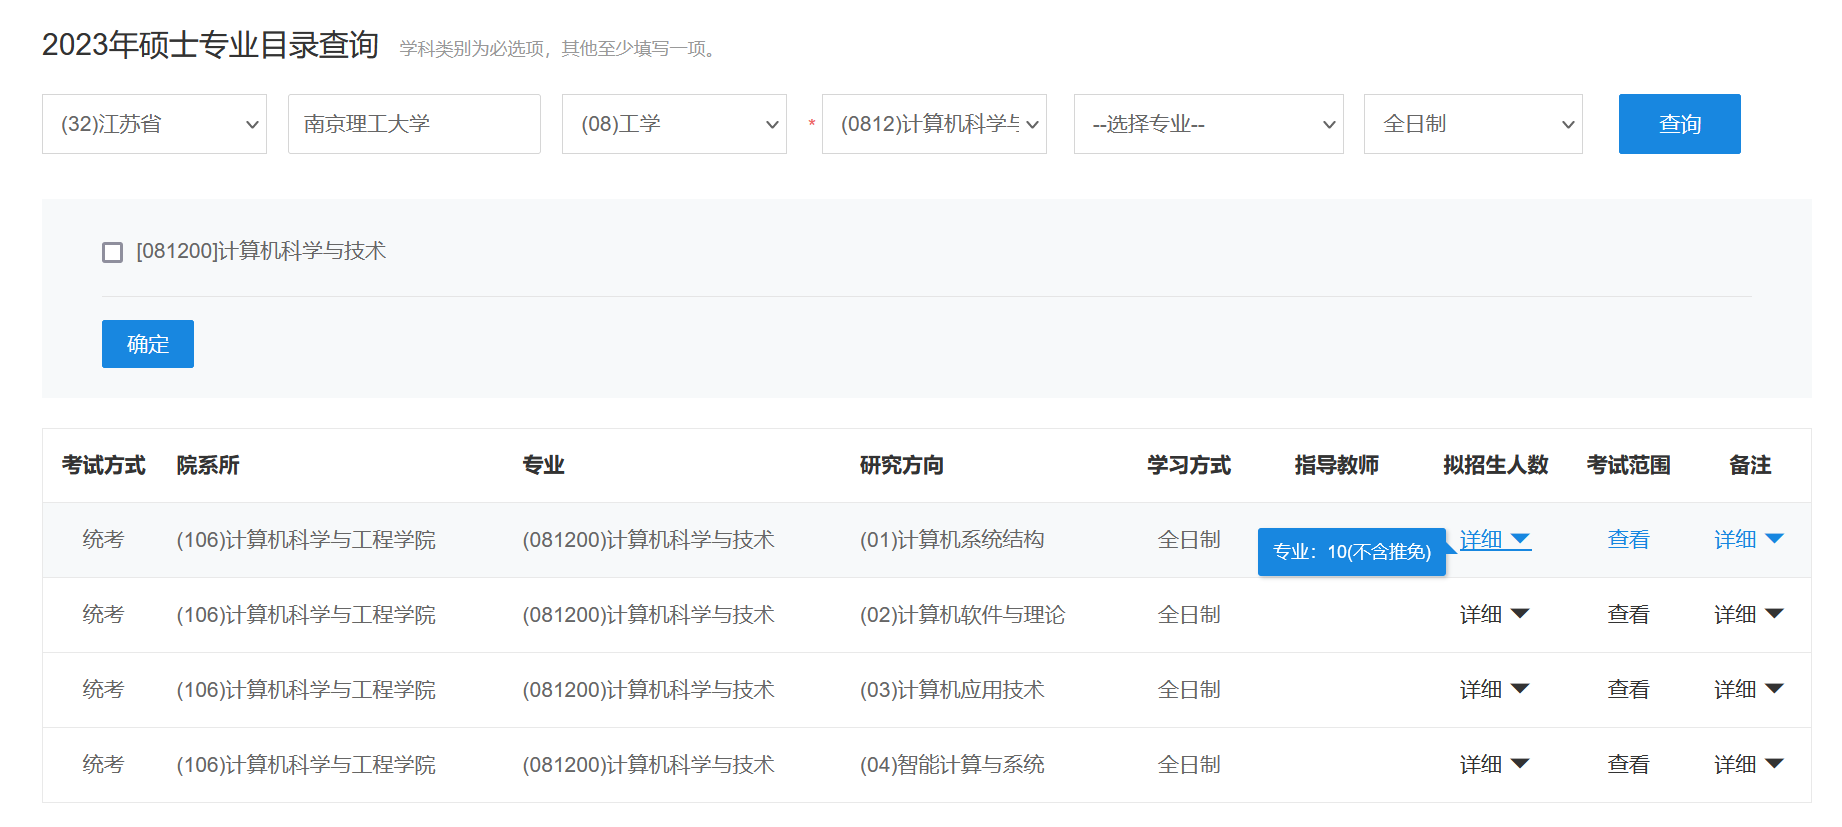 2023年硕士专业目录查询 学科类别为必选项，其他至少填写一项。
(32)江苏省 南京理工大学 (08)工学 * (0812)计算机科学与 --选择专业-- 全日制 查询
[081200]计算机科学与技术
确定
考试方式 院系所 专业 研究方向 学习方式 指导教师 拟招生人数 考试范围 备注
统考 (106)计算机科学与工程学院 (081200)计算机科学与技术 (01)计算机系统结构 全日制 专业：10(不含推免) 详细 查看 详细
统考 (106)计算机科学与工程学院 (081200)计算机科学与技术 (02)计算机软件与理论 全日制 详细 查看 详细
统考 (106)计算机科学与工程学院 (081200)计算机科学与技术 (03)计算机应用技术 全日制 详细 查看 详细
统考 (106)计算机科学与工程学院 (081200)计算机科学与技术 (04)智能计算与系统 全日制 详细 查看 详细